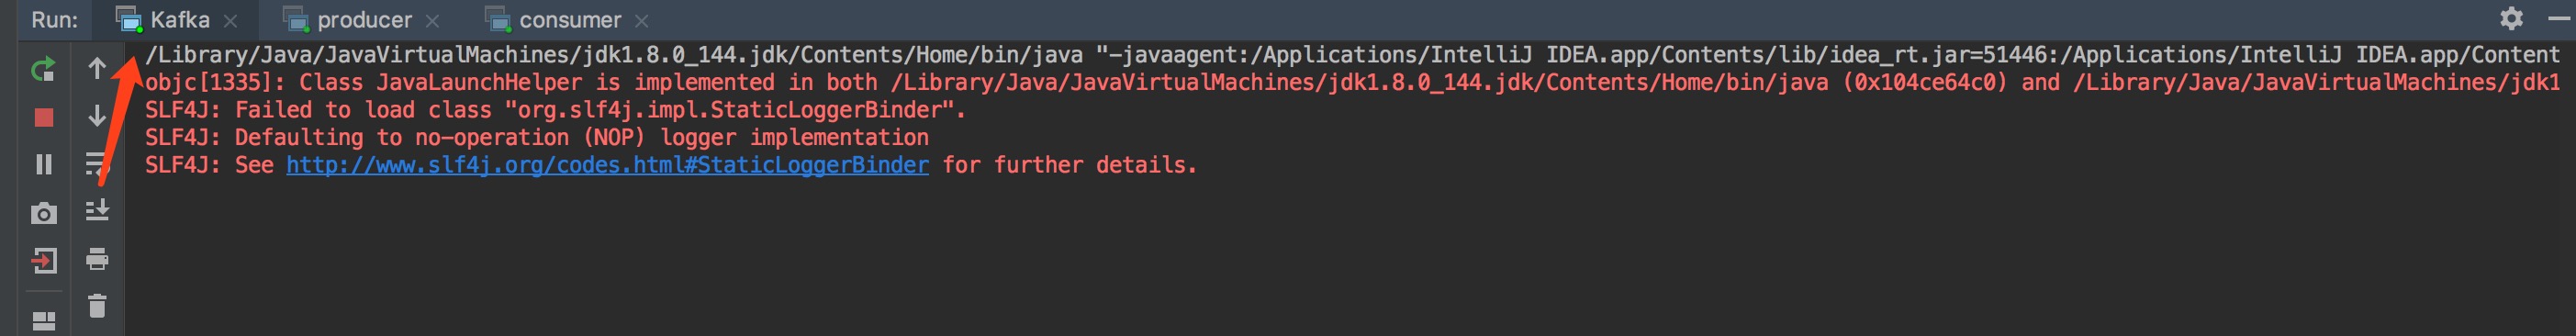 Run: Kafka producer consumer
/Library/Java/JavaVirtualMachines/jdk1.8.0_144.jdk/Contents/Home/bin/java "-javaagent:/Applications/IntelliJ IDEA.app/Contents/lib/idea_rt.jar=51446:/Applications/IntelliJ IDEA.app/Content
objc[1335]: Class JavaLaunchHelper is implemented in both /Library/Java/JavaVirtualMachines/jdk1.8.0_144.jdk/Contents/Home/bin/java (0x104ce64c0) and /Library/Java/JavaVirtualMachines/jdk1
SLF4J: Failed to load class "org.slf4j.impl.StaticLoggerBinder".
SLF4J: Defaulting to no-operation (NOP) logger implementation
SLF4J: See http://www.slf4j.org/codes.html#StaticLoggerBinder for further details.